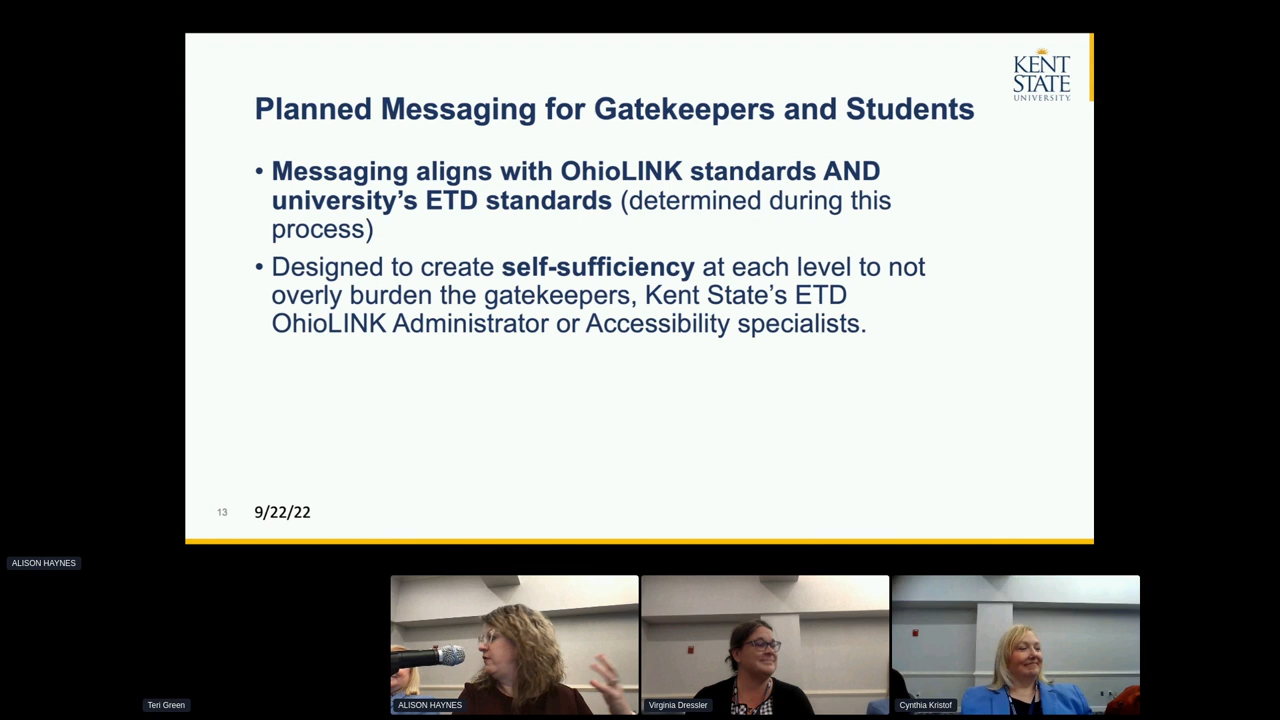 KENT
STATE
UNIVERSITY
Planned Messaging for Gatekeepers and Students
• Messaging aligns with OhioLINK standards AND
university’s ETD standards (determined during this
process)
• Designed to create self-sufficiency at each level to not
overly burden the gatekeepers, Kent State’s ETD
OhioLINK Administrator or Accessibility specialists.
13
9/22/22
ALISON HAYNES
Teri Green
ALISON HAYNES
Virginia Dressler
Cynthia Kristof